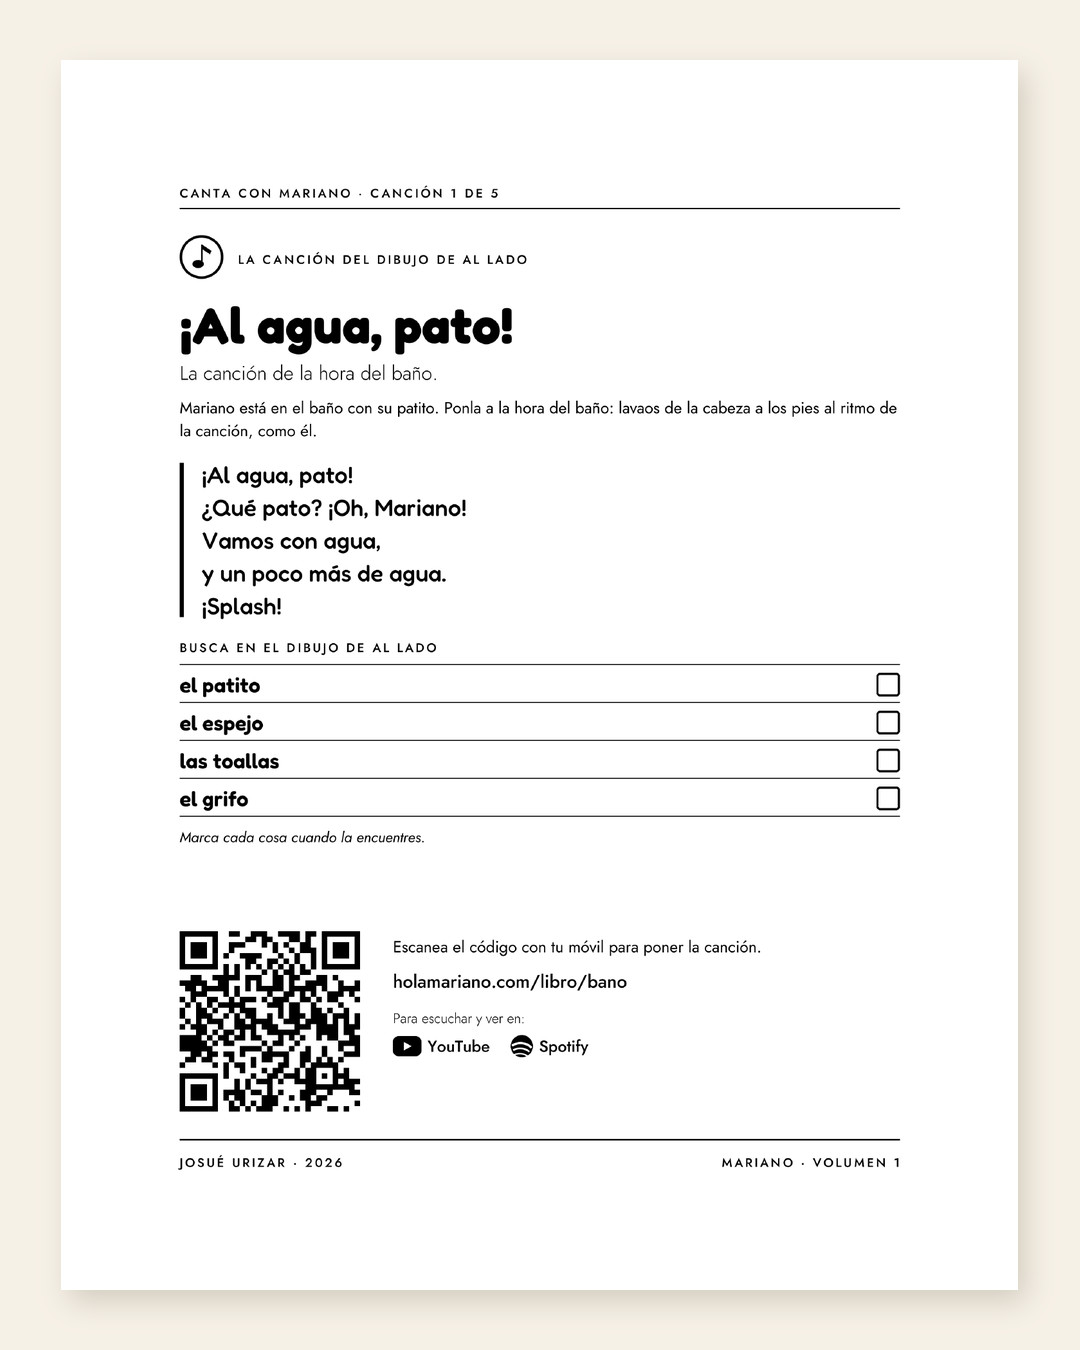 CANTA CON MARIANO · CANCIÓN 1 DE 5
LA CANCIÓN DEL DIBUJO DE AL LADO
¡Al agua, pato!
La canción de la hora del baño.
Mariano está en el baño con su patito. Ponla a la hora del baño: lavaos de la cabeza a los pies al ritmo de
la canción, como él.
¡Al agua, pato!
¿Qué pato? ¡Oh, Mariano!
Vamos con agua,
y un poco más de agua.
¡Splash!
BUSCA EN EL DIBUJO DE AL LADO
el patito
el espejo
las toallas
el grifo
Marca cada cosa cuando la encuentres.
Escanea el código con tu móvil para poner la canción.
holamariano.com/libro/bano
Para escuchar y ver en:
YouTube Spotify
JOSUÉ URIZAR · 2026 MARIANO · VOLUMEN 1